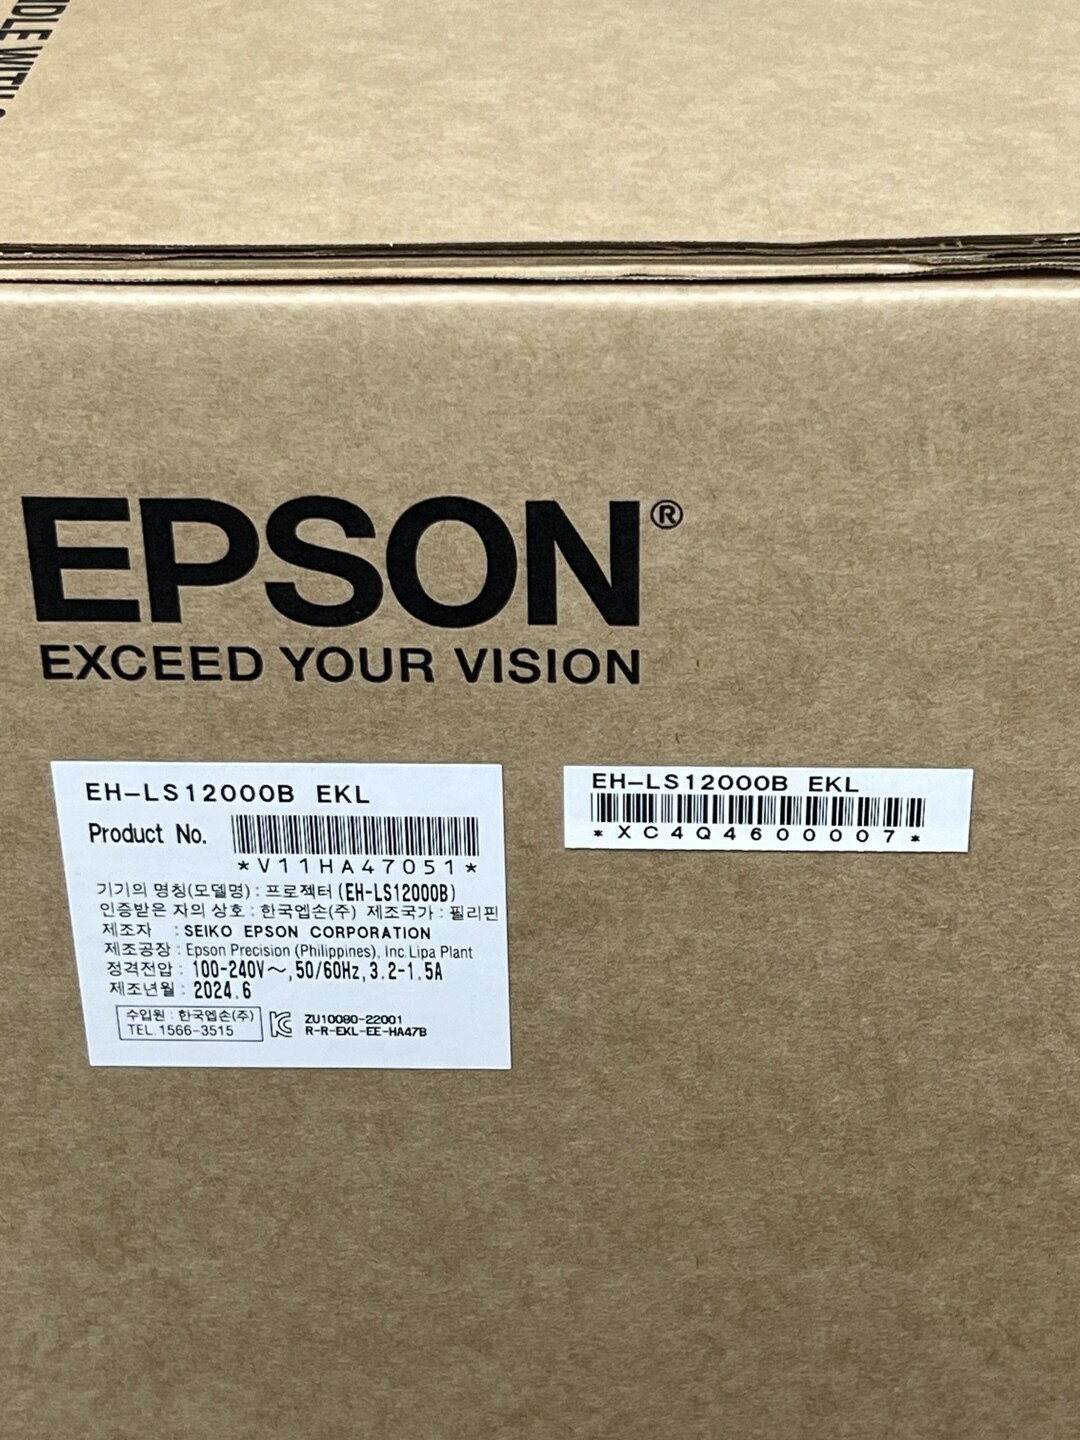 EPSON®
EXCEED YOUR VISION
EH-LS12000B EKL
Product No.
*V11HA47051*
기기의 명칭(모델명) : 프로젝터 (EH-LS12000B)
인증받은 자의 상호 : 한국엡손(주) 제조국가 : 필리핀
제조자 : SEIKO EPSON CORPORATION
제조공장 : Epson Precision (Philippines), Inc. Lipa Plant
정격전압 : 100-240V~, 50/60Hz, 3.2-1.5A
제조년월 : 2024.6
수입원 : 한국엡손(주)
TEL. 1566-3515
ZU10080-22001
R-R-EKL-EE-HA47B
EH-LS12000B EKL
*XC4Q4600007*